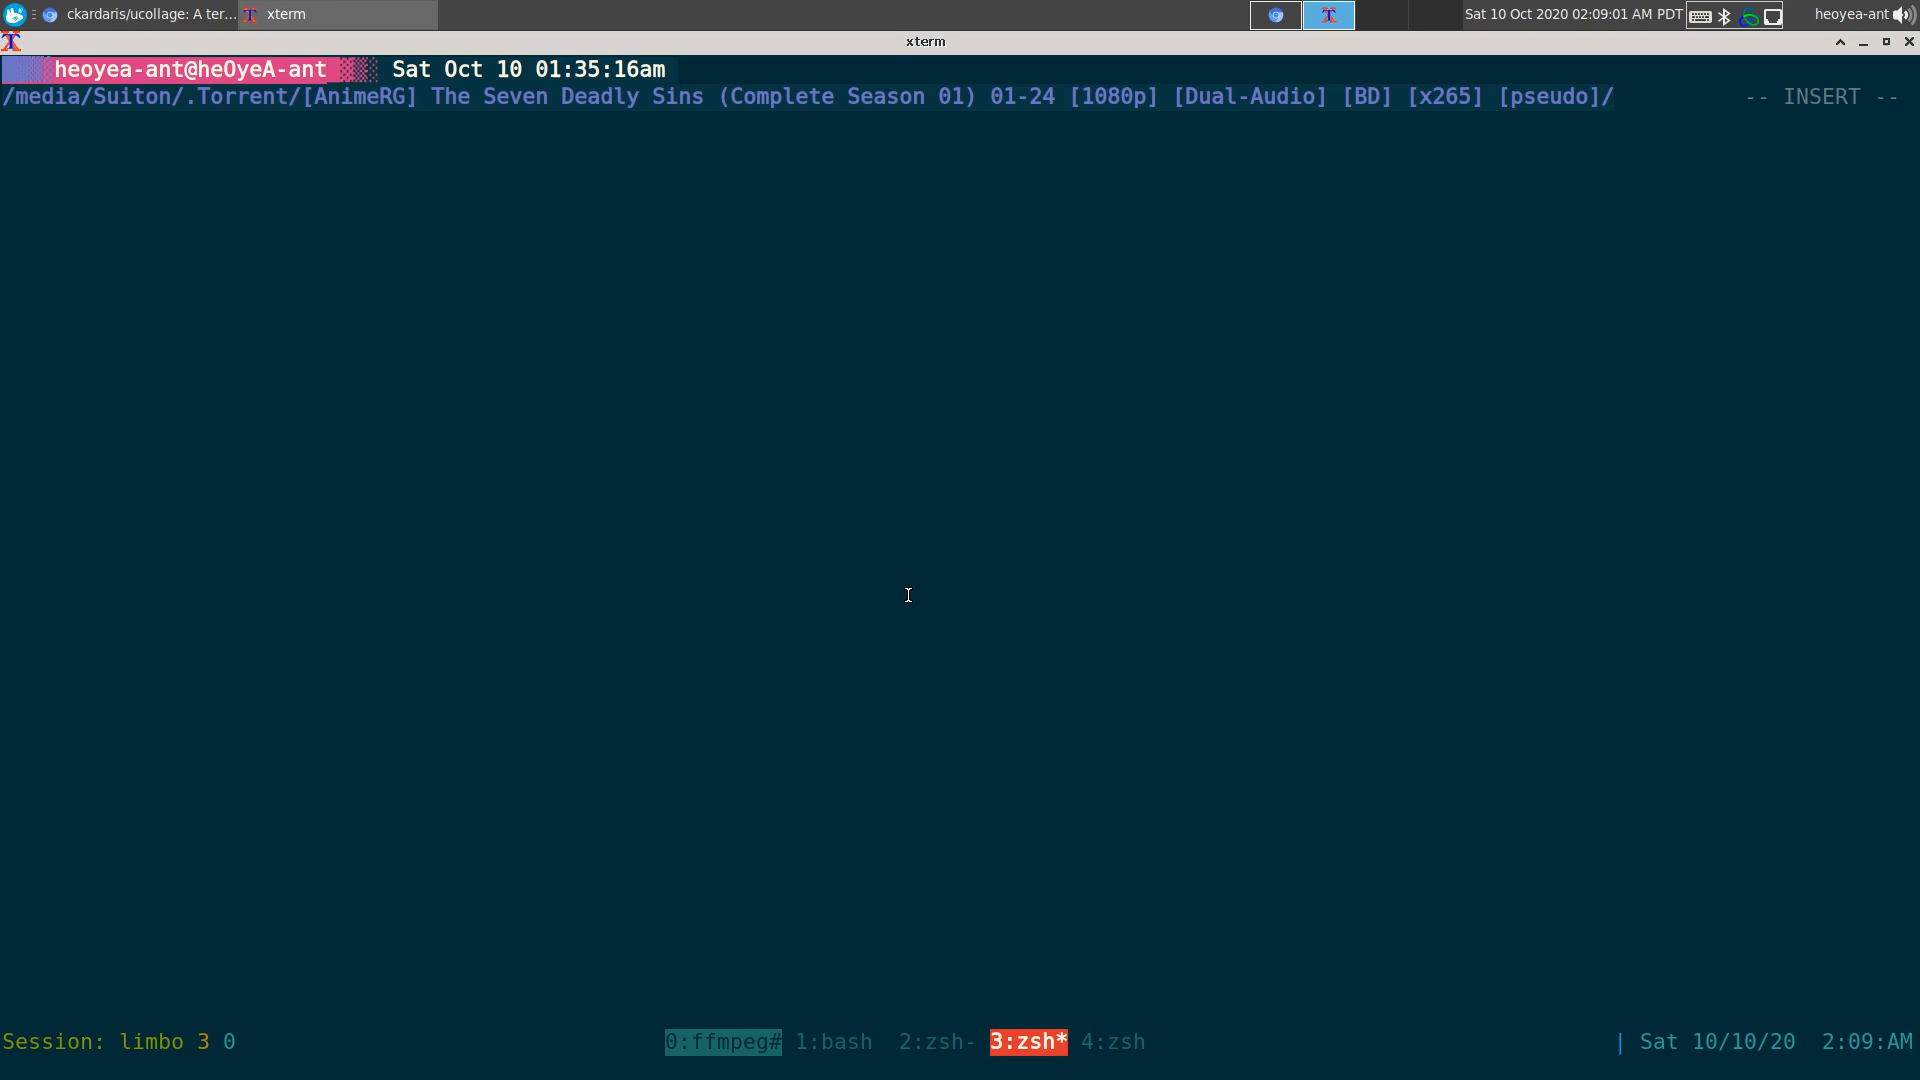 ckardaris/ucollage: A ter... xterm Sat 10 Oct 2020 02:09:01 AM PDT heoyea-ant
xterm
heoyea-ant@heOyeA-ant Sat Oct 10 01:35:16am
/media/Suiton/.Torrent/[AnimeRG] The Seven Deadly Sins (Complete Season 01) 01-24 [1080p] [Dual-Audio] [BD] [x265] [pseudo]/ -- INSERT --
Session: limbo 3 0 0:ffmpeg# 1:bash 2:zsh- 3:zsh* 4:zsh | Sat 10/10/20 2:09:AM